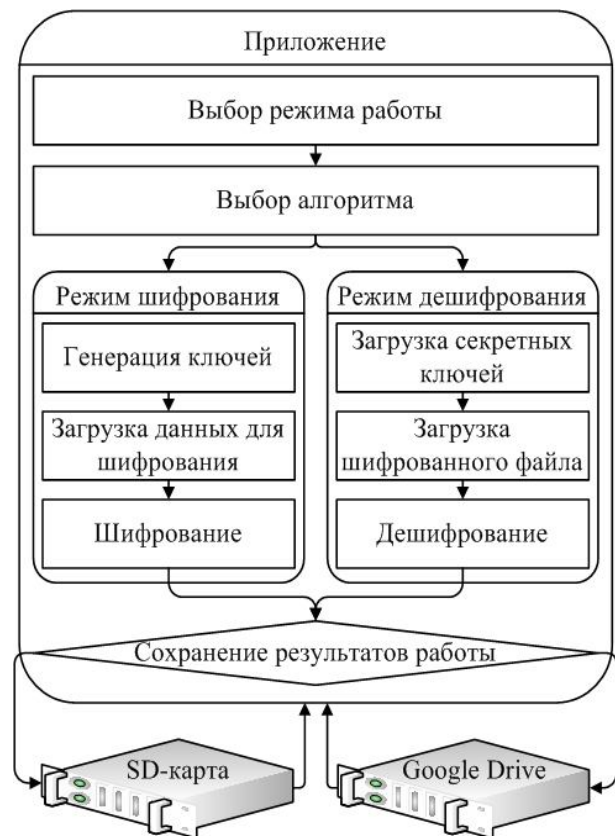 Приложение
Выбор режима работы
Выбор алгоритма
Режим шифрования
Генерация ключей
Загрузка данных для
шифрования
Шифрование
Режим дешифрования
Загрузка секретных
ключей
Загрузка
шифрованного файла
Дешифрование
Сохранение результатов работы
SD-карта
Google Drive